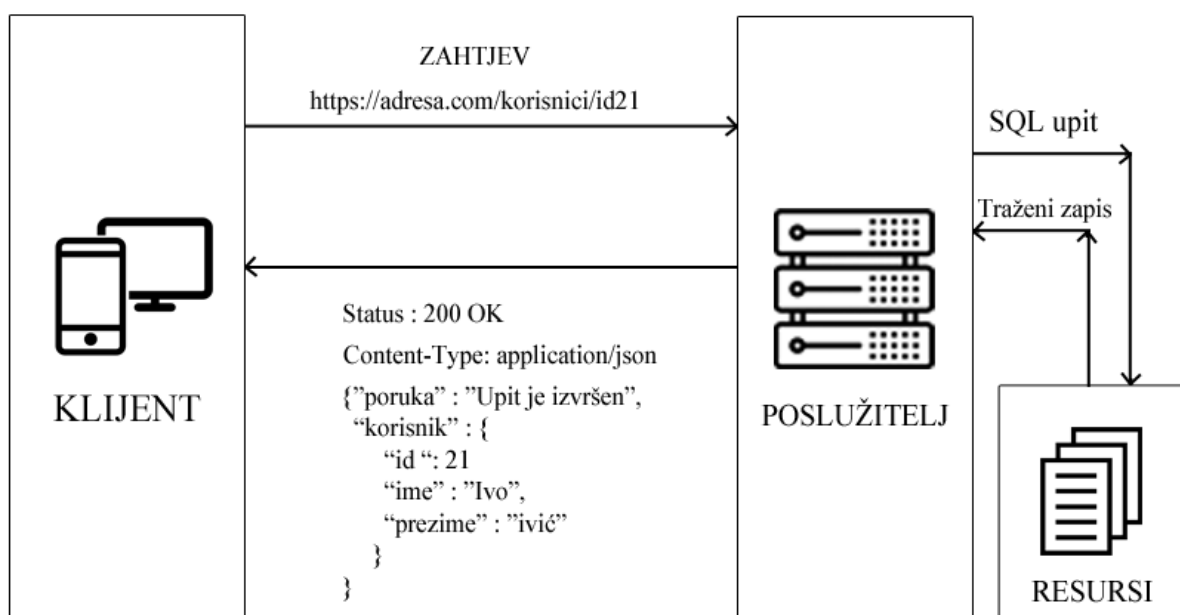 ZAHTJEV
https://adresa.com/korisnici/id21
SQL upit
Traženi zapis
Status : 200 OK
Content-Type: application/json
{”poruka” : ”Upit je izvršen”,
“korisnik” : {
“id “: 21
“ime” : ”Ivo”,
“prezime” : ”ivić”
}
}
KLIJENT
POSLUŽITELJ
RESURSI